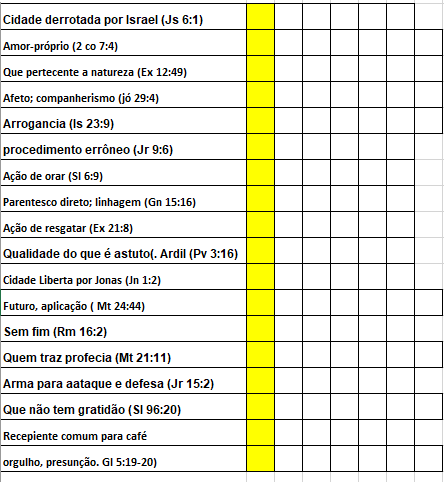 Cidade derrotada por Israel (Js 6:1)
Amor-próprio (2 co 7:4)
Que pertecente a natureza (Ex 12:49)
Afeto; companherismo (jó 29:4)
Arrogancia (Is 23:9)
procedimento errôneo (Jr 9:6)
Ação de orar (Sl 6:9)
Parentesco direto; linhagem (Gn 15:16)
Ação de resgatar (Ex 21:8)
Qualidade do que é astuto(. Ardil (Pv 3:16)
Cidade Liberta por Jonas (Jn 1:2)
Futuro, aplicação ( Mt 24:44)
Sem fim (Rm 16:2)
Quem traz profecia (Mt 21:11)
Arma para aataque e defesa (Jr 15:2)
Que não tem gratidão (Sl 96:20)
Recepiente comum para café
orgulho, presunção. Gl 5:19-20)